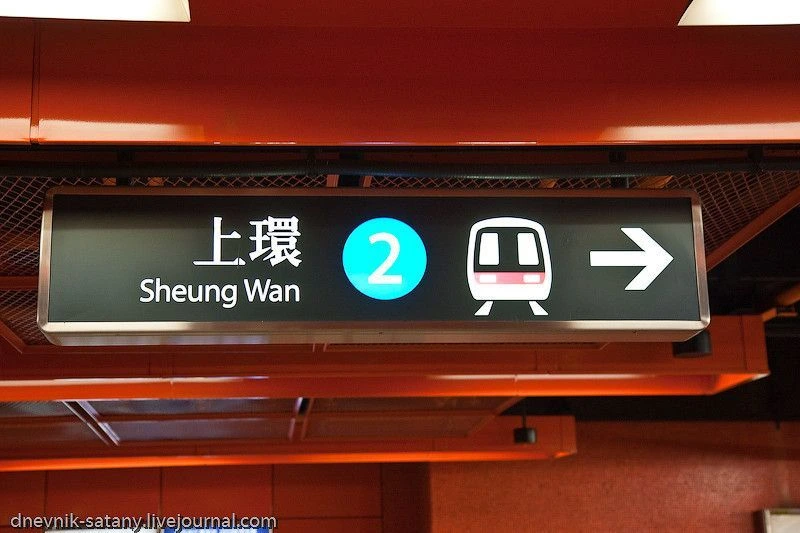 上環
Sheung Wan
2
dnevnik-satany.livejournal.com